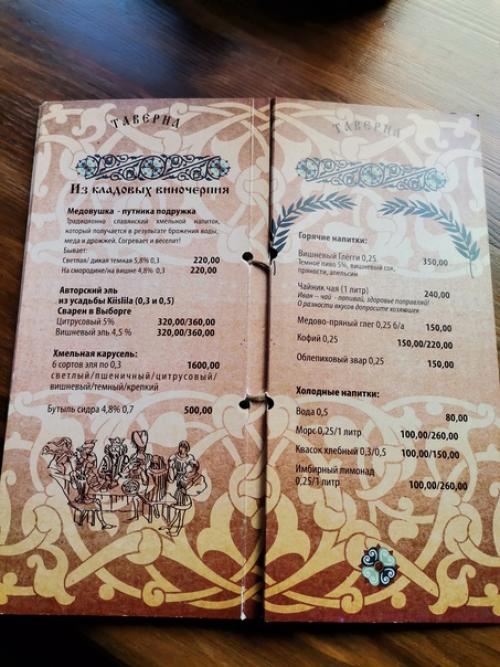 ТАВЕРНА
Из кладовых виночерпия
Медовушка - путника подружка
Традиционно славянский хмельной напиток,
который получается в результате брожения воды,
меда и дрожжей. Согревает и веселит!
Бывает:
Светлая/ дикая темная 5,8% 0,3 220,00
На смородине/на вишне 4,8% 0,3 220,00
Авторский эль
из усадьбы Kiislila (0,3 и 0,5)
Сварен в Выборге
Цитрусовый 5% 320,00/360,00
Вишневый эль 4,5 % 320,00/360,00
Хмельная карусель:
6 сортов эля по 0,3 1600,00
светлый/пшеничный/цитрусовый/
вишневый/темный/крепкий
Бутыль сидра 4,8% 0,7 500,00
ТАВЕРНА
Горячие напитки:
Вишневый Глёгги 0,25 350,00
Темное пиво 5%, вишневый сок,
пряности, апельсин
Чайник чая (1 литр) 240,00
Иван – чай - попивай, здоровье поправляй!
О разности вкусов допросите хозяюшек
Медово-пряный глег 0,25 б/а 150,00
Кофий 0,25 150,00/220,00
Облепиховый звар 0,25 150,00
Холодные напитки:
Вода 0,5 80,00
Морс 0,25/1 литр 100,00/260,00
Квасок хлебный 0,3/0,5 100,00/150,00
Имбирный лимонад
0,25/1 литр 100,00/260,00